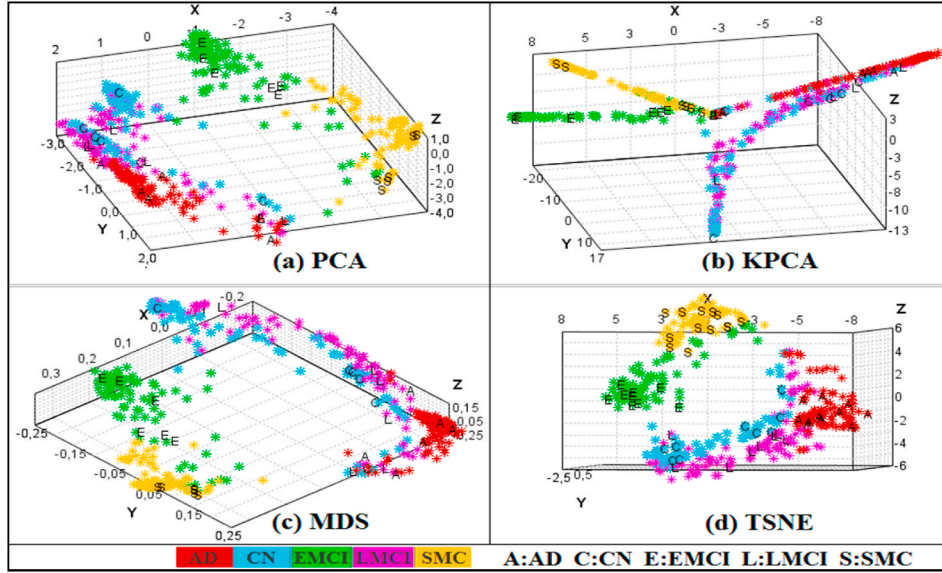 X
2 1 0 -1 -2 -3 -4
-3,0 -2,0 -1,0 0,0 1,0 2,0
Y
Z
1,0 0,0 -1,0 -2,0 -3,0 -4,0
(a) PCA
X
8 5 3 0 -3 -5 -8
Z
3 0 -3 -5 -8 -10 -13
-20 -10 0 10 17
Y
(b) KPCA
X
0,3 0,2 0,1 0,0 -0,2
-0,25 -0,15 -0,05 0,05 0,15 0,25
Y
Z
0,15 0,05
(c) MDS
X
8 5 3 -3 -5 -8
Z
6 4 2 0 -2 -4 -6
-2,5 0,5
Y
(d) TSNE
AD CN EMCI LMCI SMC
A:AD C:CN E:EMCI L:LMCI S:SMC